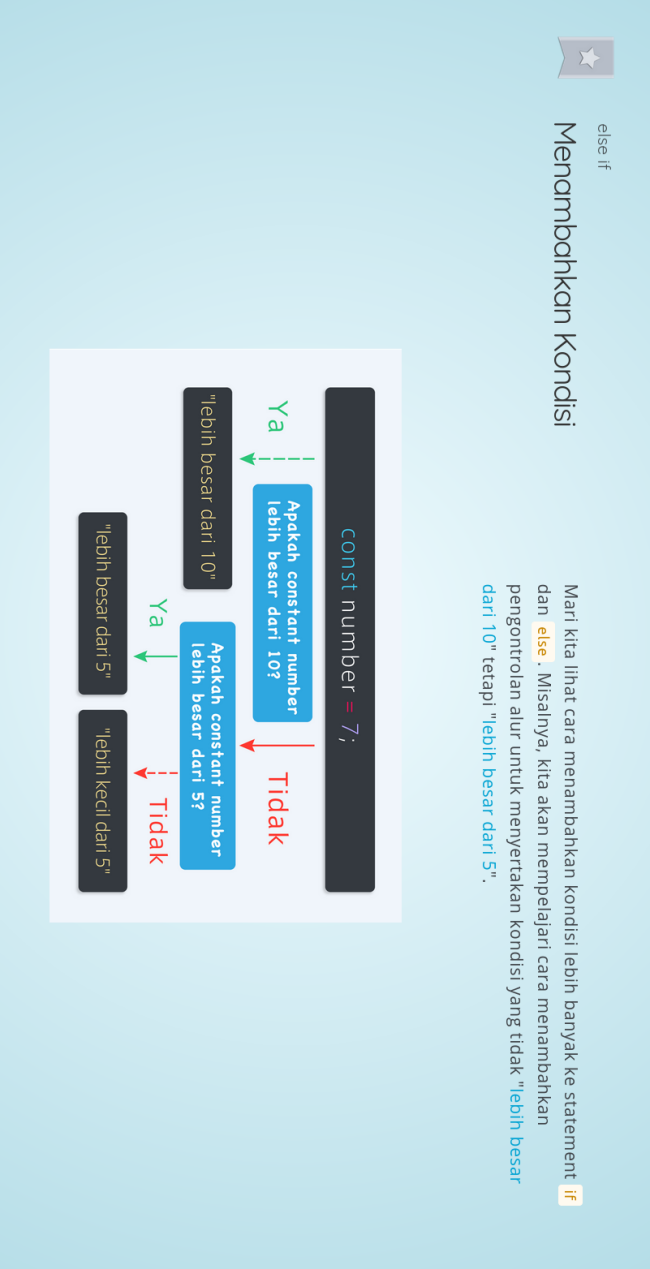 else if
Menambahkan Kondisi
Mari kita lihat cara menambahkan kondisi lebih banyak ke statement if
dan else. Misalnya, kita akan mempelajari cara menambahkan
pengontrolan alur untuk menyertakan kondisi yang tidak "lebih besar
dari 10" tetapi "lebih besar dari 5".
const number = 7;
Ya
Apakah constant number
lebih besar dari 10?
Tidak
"lebih besar dari 10"
Apakah constant number
lebih besar dari 5?
Ya
Tidak
"lebih besar dari 5"
"lebih kecil dari 5"